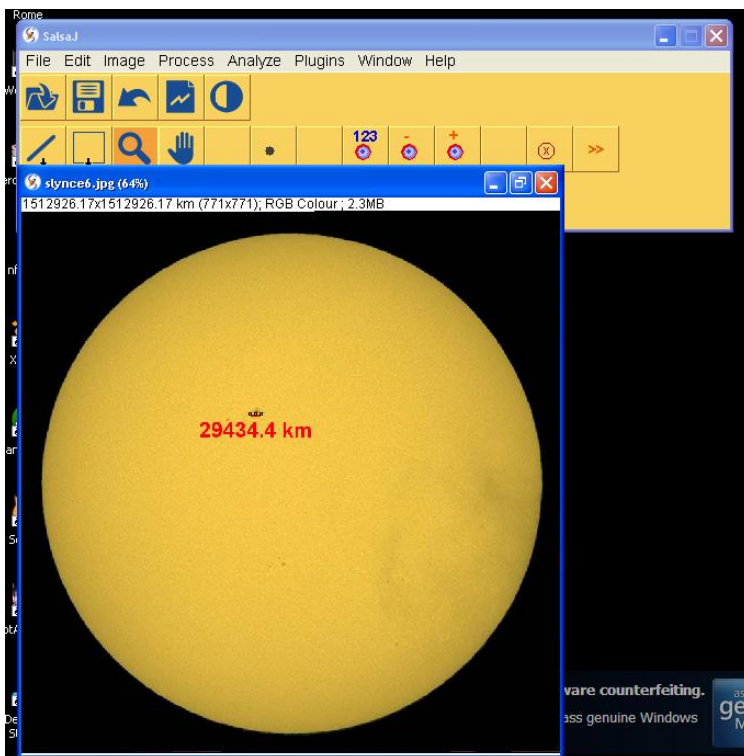 Rome
SalsaJ
File Edit Image Process Analyze Plugins Window Help
123
- +
>>
slynce6.jpg (64%)
1512926.17x1512926.17 km (771x771); RGB Colour ; 2.3MB
29434.4 km
ware counterfeiting.
ass genuine Windows